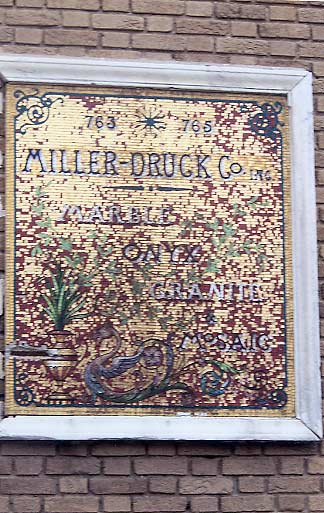 763 765
MILLER-DRUCK CO. INC.
MARBLE
ONYX
GRANITE
MOSAIC